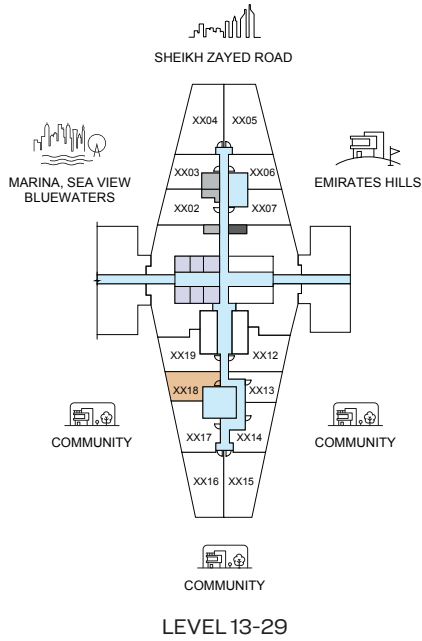 SHEIKH ZAYED ROAD
XX04
XX05
MARINA, SEA VIEW
BLUEWATERS
EMIRATES HILLS
XX03
XX06
XX02
XX07
XX19
XX12
XX18
XX13
XX17
XX14
COMMUNITY
COMMUNITY
XX16
XX15
COMMUNITY
LEVEL 13-29